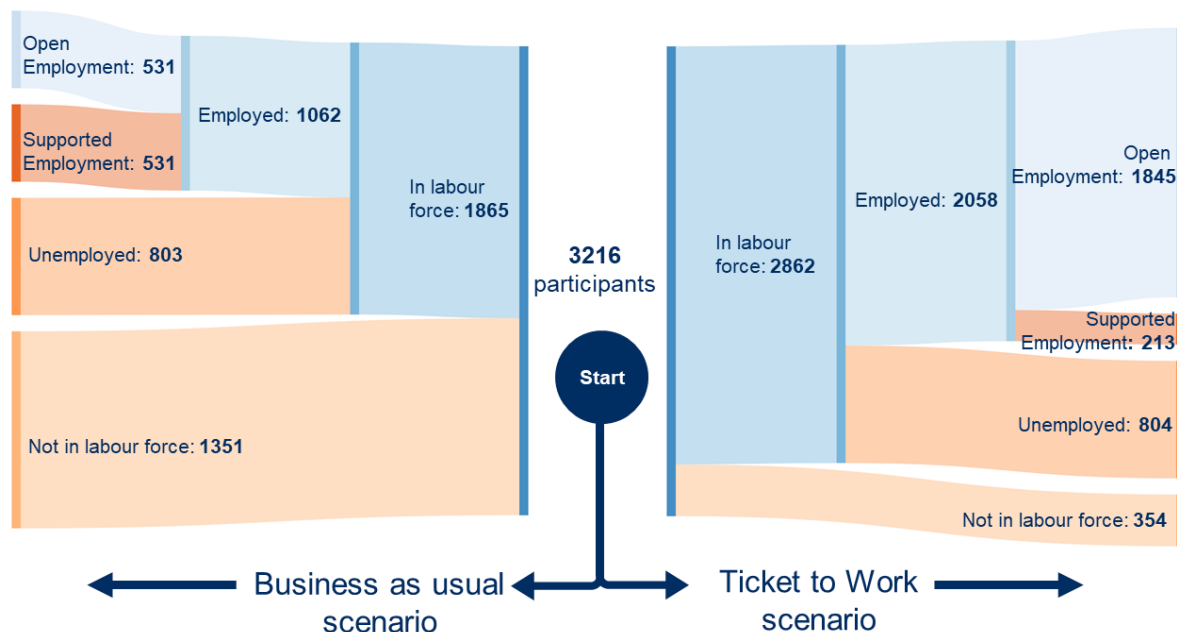 Open
Employment: 531
Supported
Employment: 531
Employed: 1062
Unemployed: 803
In labour
force: 1865
Not in labour force: 1351
3216
participants
Start
In labour
force: 2862
Employed: 2058
Open
Employment: 1845
Supported
Employment: 213
Unemployed: 804
Not in labour force: 354
Business as usual
scenario
Ticket to Work
scenario